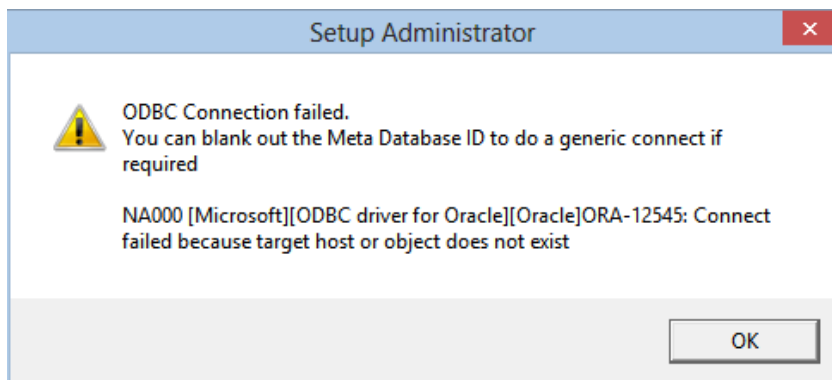 Setup Administrator
ODBC Connection failed.
You can blank out the Meta Database ID to do a generic connect if
required
NA000 [Microsoft][ODBC driver for Oracle][Oracle]ORA-12545: Connect
failed because target host or object does not exist
OK